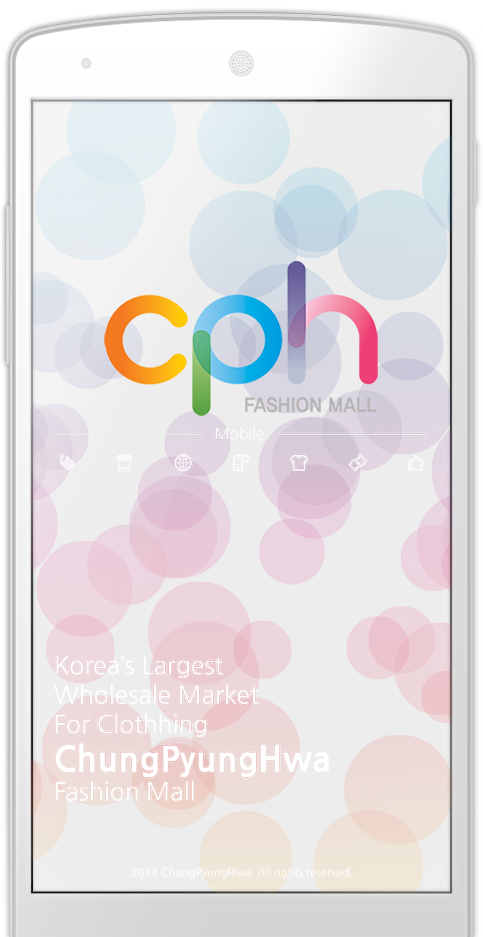 cph
FASHION MALL
Mobile
Korea's Largest
Wholesale Market
For Clothhing
ChungPyungHwa
Fashion Mall
2014 ChungPyungHwa. All rights reserved.